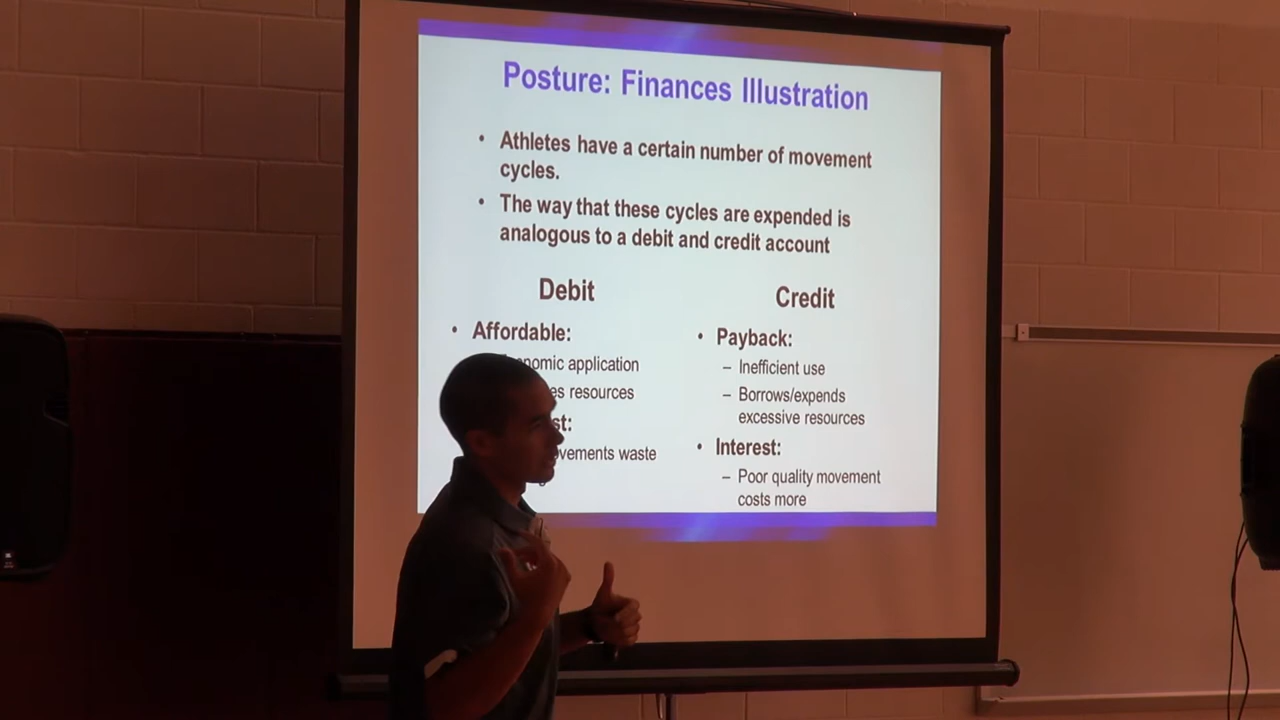 Posture: Finances Illustration
• Athletes have a certain number of movement
cycles.
• The way that these cycles are expended is
analogous to a debit and credit account
Debit
• Affordable:
application
resources
waste
Credit
• Payback:
– Inefficient use
– Borrows/expends
excessive resources
• Interest:
– Poor quality movement
costs more